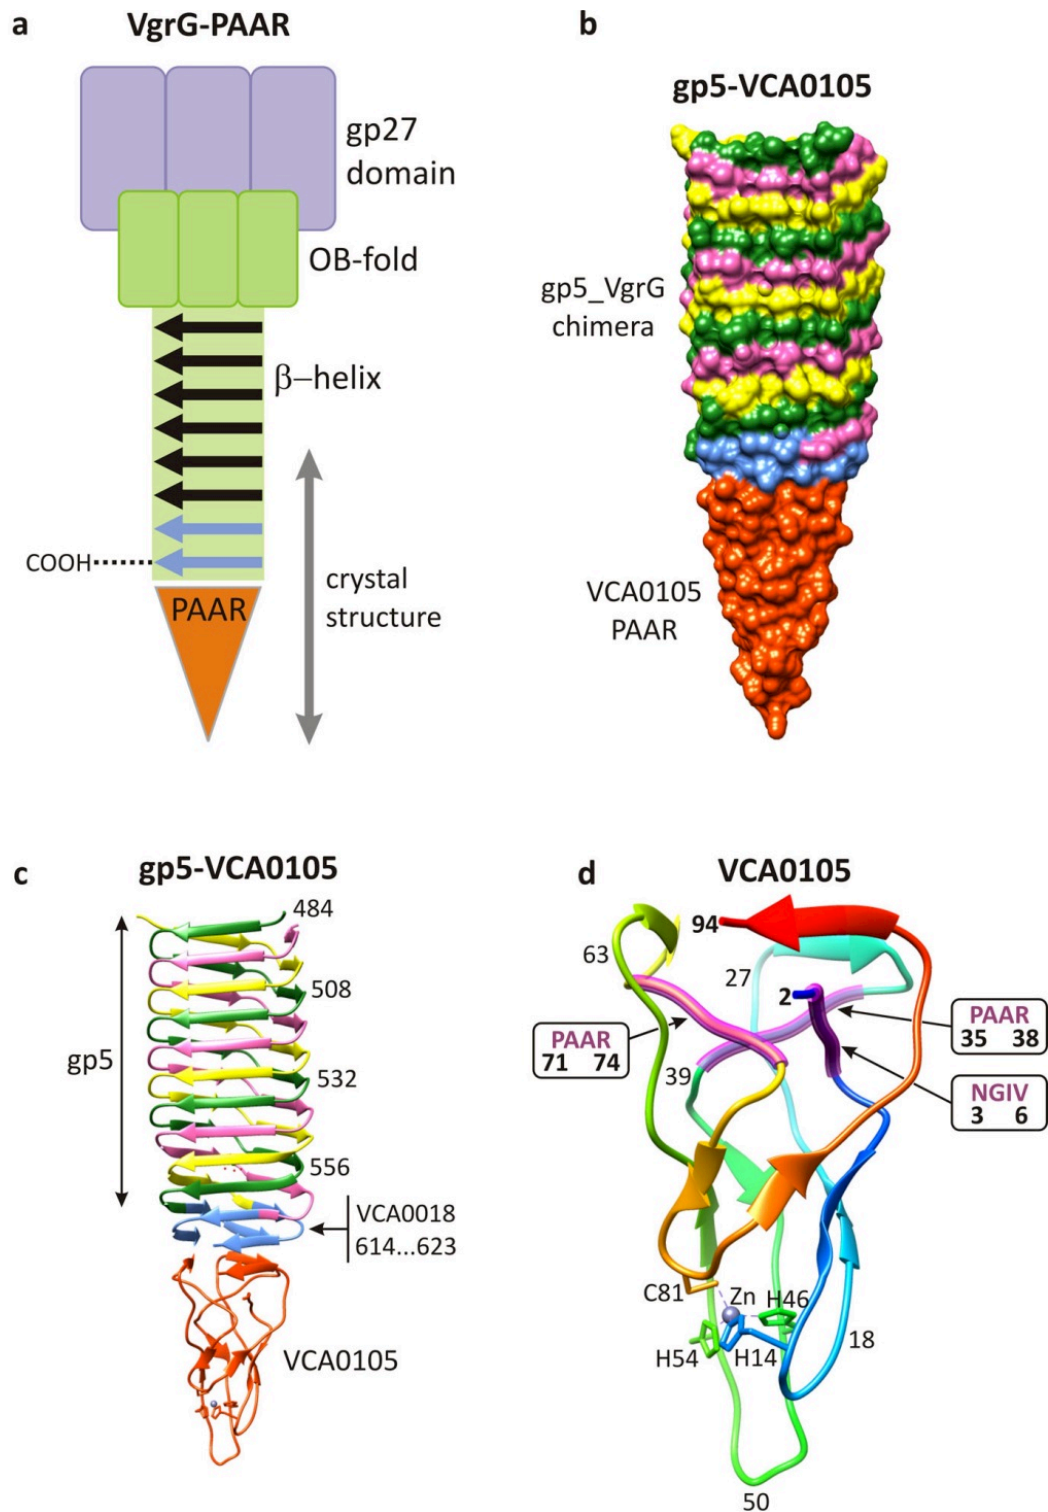 a
VgrG-PAAR
gp27
domain
OB-fold
β–helix
COOH
PAAR
crystal
structure
b
gp5-VCA0105
gp5_VgrG
chimera
VCA0105
PAAR
c
gp5-VCA0105
484
508
gp5
532
556
VCA0018
614...623
VCA0105
d
VCA0105
94
63
27
2
PAAR
35 38
PAAR
71 74
39
NGIV
3 6
C81
Zn
H46
H54
H14
18
50